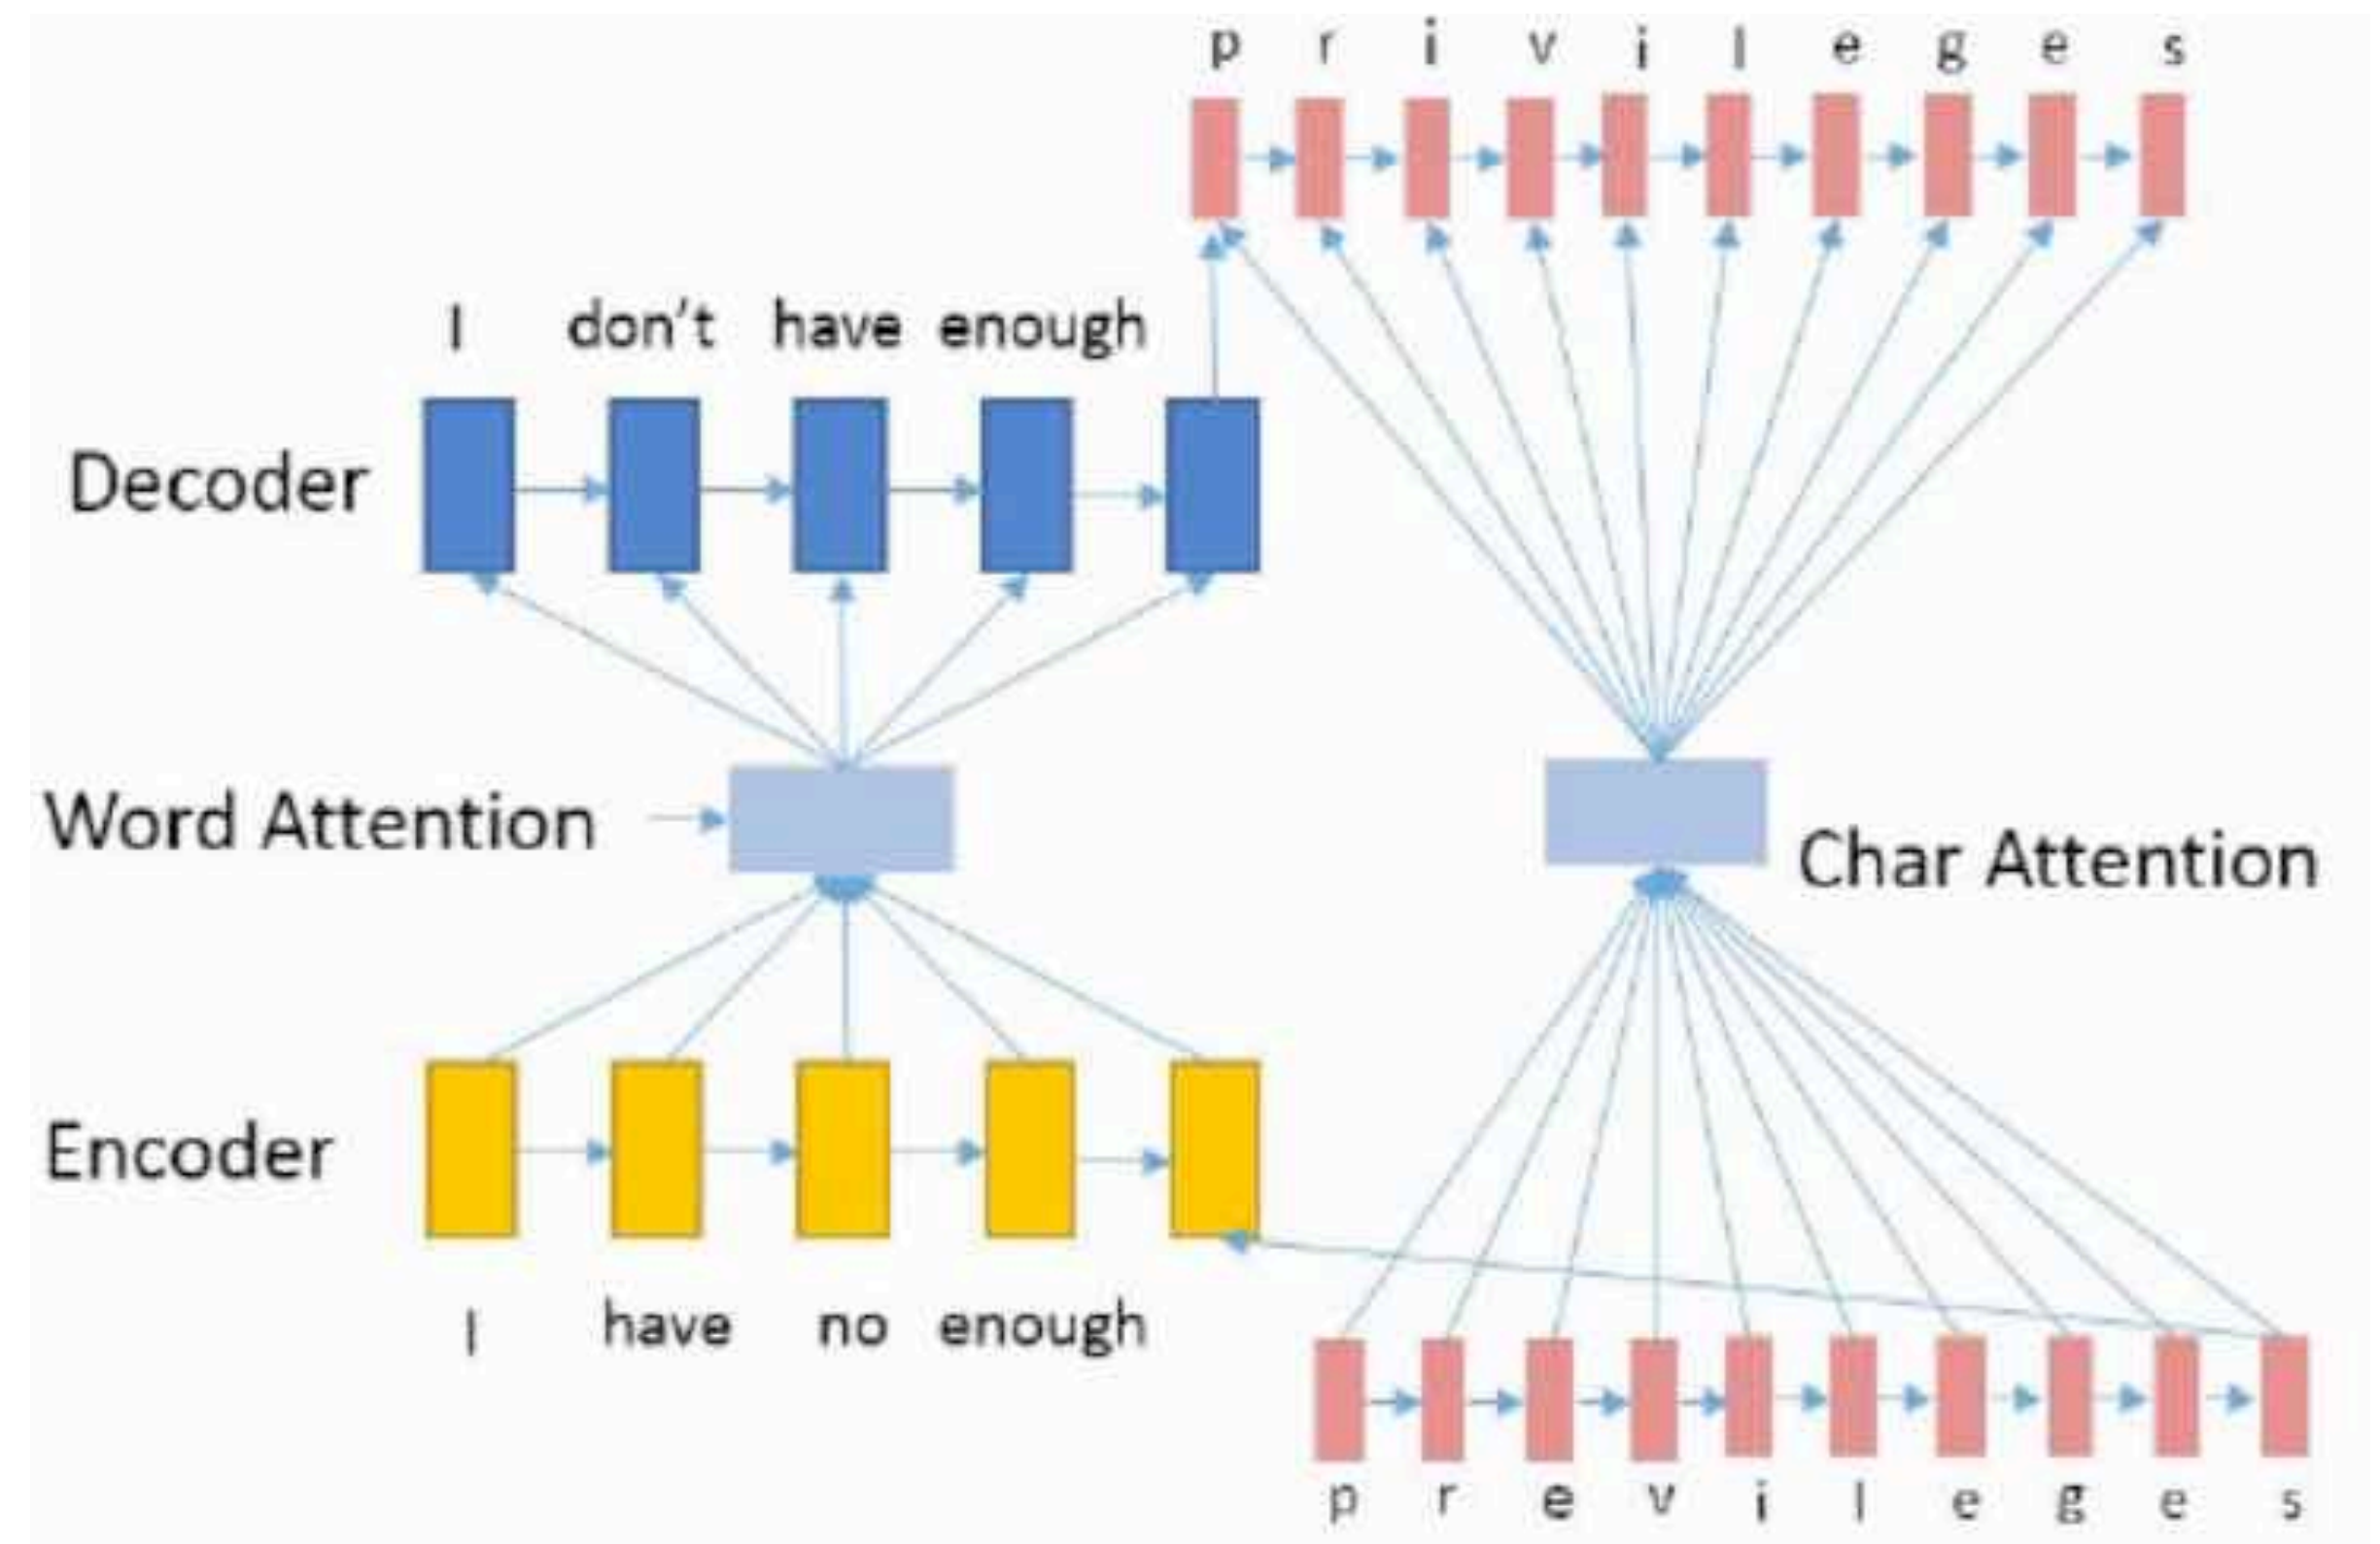 p r i v i l e g e s
I don't have enough
Decoder
Word Attention
Char Attention
Encoder
I have no enough
p r e v i l e g e s